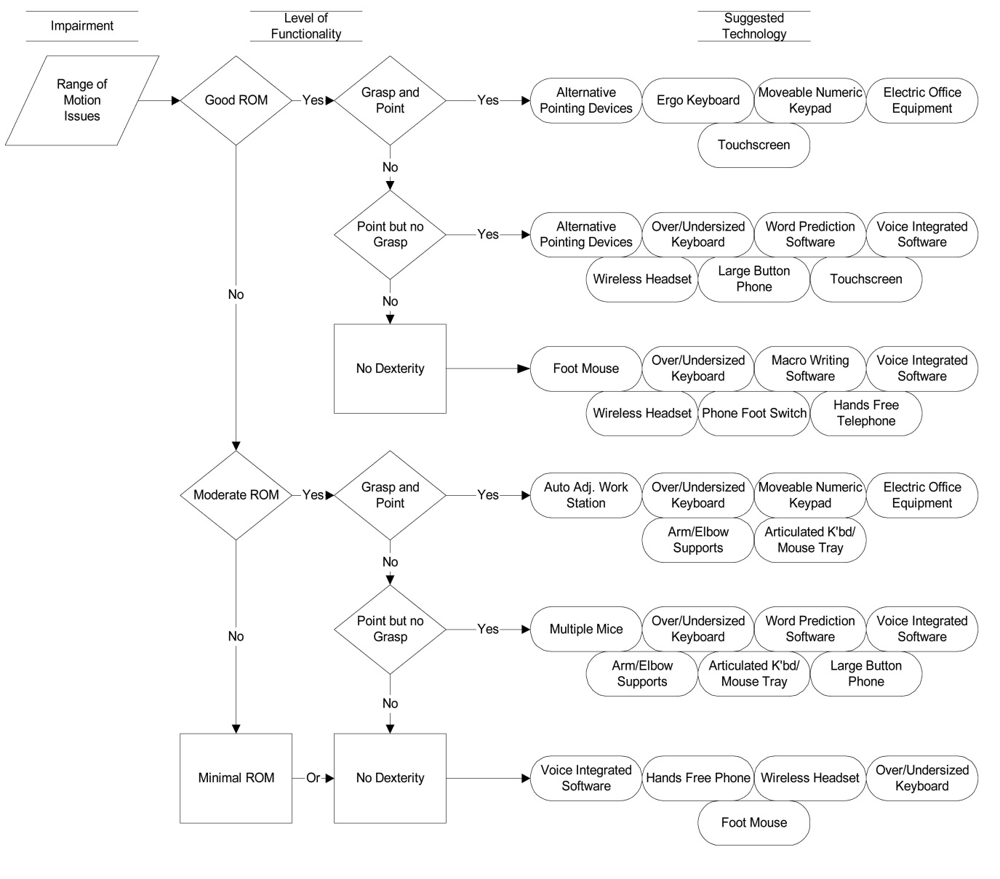 Impairment
Level of
Functionality
Suggested
Technology
Range of
Motion
Issues
Good ROM
Yes
Grasp and
Point
Yes
Alternative
Pointing Devices
Ergo Keyboard
Moveable Numeric
Keypad
Electric Office
Equipment
Touchscreen
No
Point but no
Grasp
Yes
Alternative
Pointing Devices
Over/Undersized
Keyboard
Word Prediction
Software
Voice Integrated
Software
Wireless Headset
Large Button
Phone
Touchscreen
No
No
No Dexterity
Foot Mouse
Over/Undersized
Keyboard
Macro Writing
Software
Voice Integrated
Software
Wireless Headset
Phone Foot Switch
Hands Free
Telephone
Moderate ROM
Yes
Grasp and
Point
Yes
Auto Adj. Work
Station
Over/Undersized
Keyboard
Moveable Numeric
Keypad
Electric Office
Equipment
Arm/Elbow
Supports
Articulated K'bd/
Mouse Tray
No
Point but no
Grasp
Yes
Multiple Mice
Over/Undersized
Keyboard
Word Prediction
Software
Voice Integrated
Software
Arm/Elbow
Supports
Articulated K'bd/
Mouse Tray
Large Button
Phone
No
No
Minimal ROM
Or
No Dexterity
Voice Integrated
Software
Hands Free Phone
Wireless Headset
Over/Undersized
Keyboard
Foot Mouse